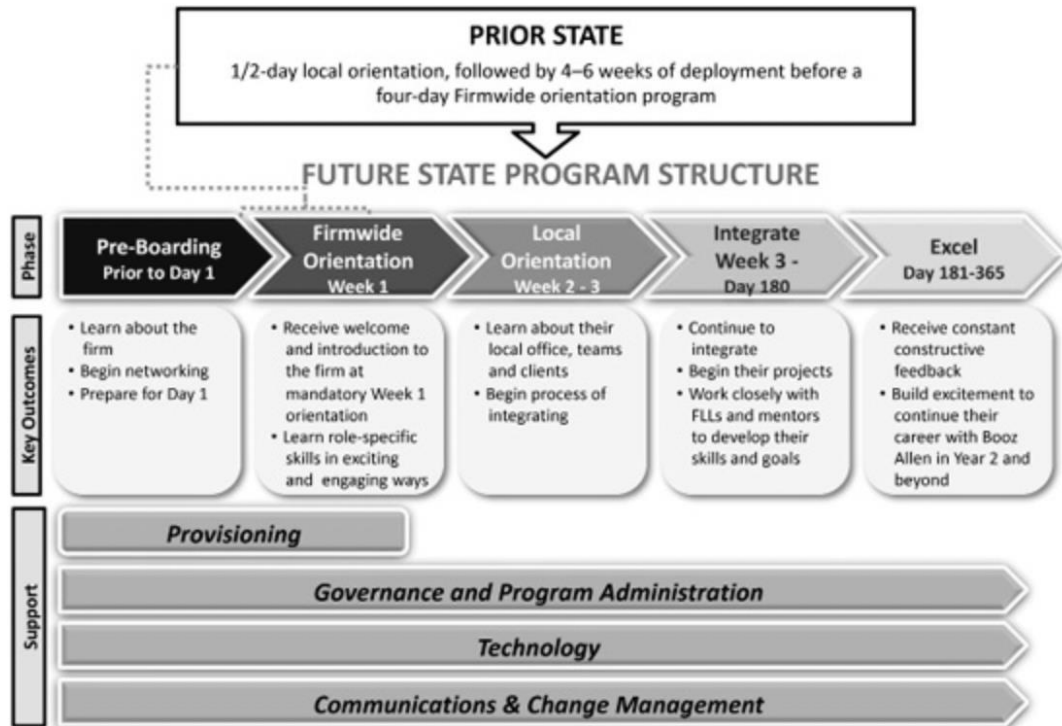 PRIOR STATE
1/2-day local orientation, followed by 4–6 weeks of deployment before a
four-day Firmwide orientation program
FUTURE STATE PROGRAM STRUCTURE
Phase
Pre-Boarding
Prior to Day 1
Firmwide
Orientation
Week 1
Local
Orientation
Week 2 - 3
Integrate
Week 3 -
Day 180
Excel
Day 181-365
Key Outcomes
• Learn about the
firm
• Begin networking
• Prepare for Day 1
• Receive welcome
and introduction to
the firm at
mandatory Week 1
orientation
• Learn role-specific
skills in exciting
and engaging ways
• Learn about their
local office, teams
and clients
• Begin process of
integrating
• Continue to
integrate
• Begin their projects
• Work closely with
FLLs and mentors
to develop their
skills and goals
• Receive constant
constructive
feedback
• Build excitement to
continue their
career with Booz
Allen in Year 2 and
beyond
Support
Provisioning
Governance and Program Administration
Technology
Communications & Change Management